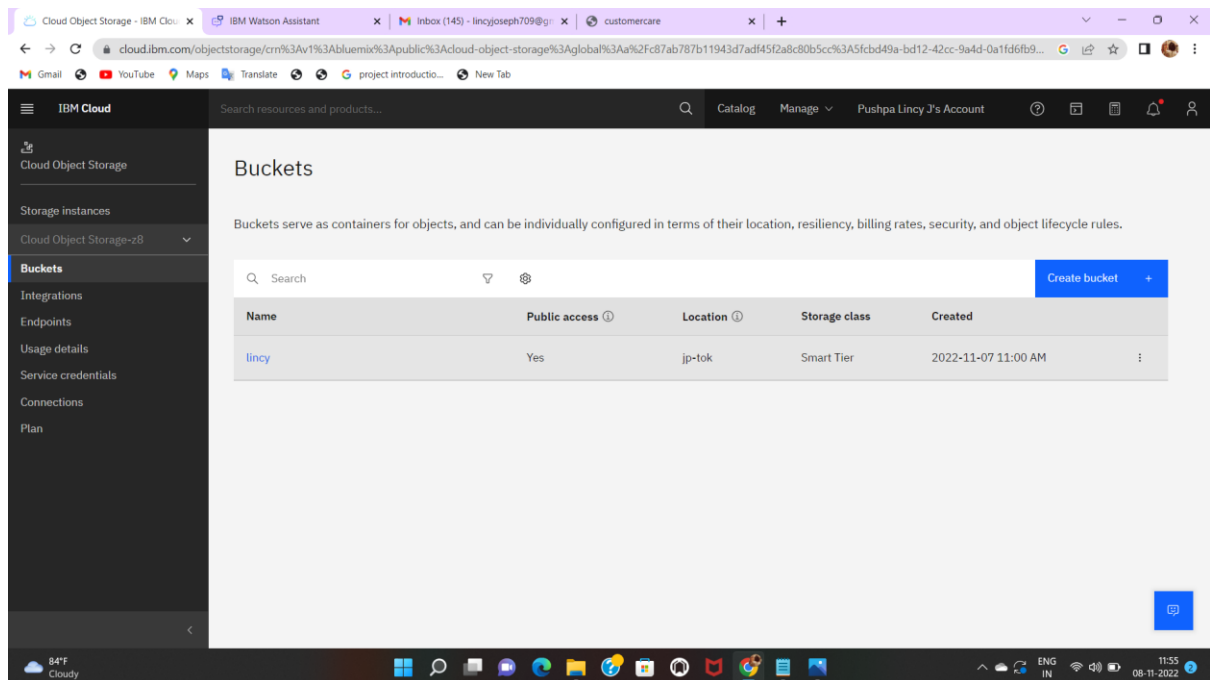 Cloud Object Storage - IBM Clou
IBM Watson Assistant
Inbox (145) - lincyjoseph709@gm
customercare
cloud.ibm.com/objectstorage/crn%3Av1%3Abluemix%3Apublic%3Acloud-object-storage%3Aglobal%3Aa%2Fc87ab787b11943d7adf45f2a8c80b5cc%3A5fcbd49a-bd12-42cc-9a4d-0a1fd6fb9...
Gmail YouTube Maps Translate project introductio... New Tab
IBM Cloud
Search resources and products...
Catalog Manage Pushpa Lincy J's Account
Cloud Object Storage
Storage instances
Cloud Object Storage-z8
Buckets
Integrations
Endpoints
Usage details
Service credentials
Connections
Plan
Buckets
Buckets serve as containers for objects, and can be individually configured in terms of their location, resiliency, billing rates, security, and object lifecycle rules.
Search
Create bucket +
Name Public access Location Storage class Created
lincy Yes jp-tok Smart Tier 2022-11-07 11:00 AM
84°F
Cloudy
ENG
IN
11:55
08-11-2022
2